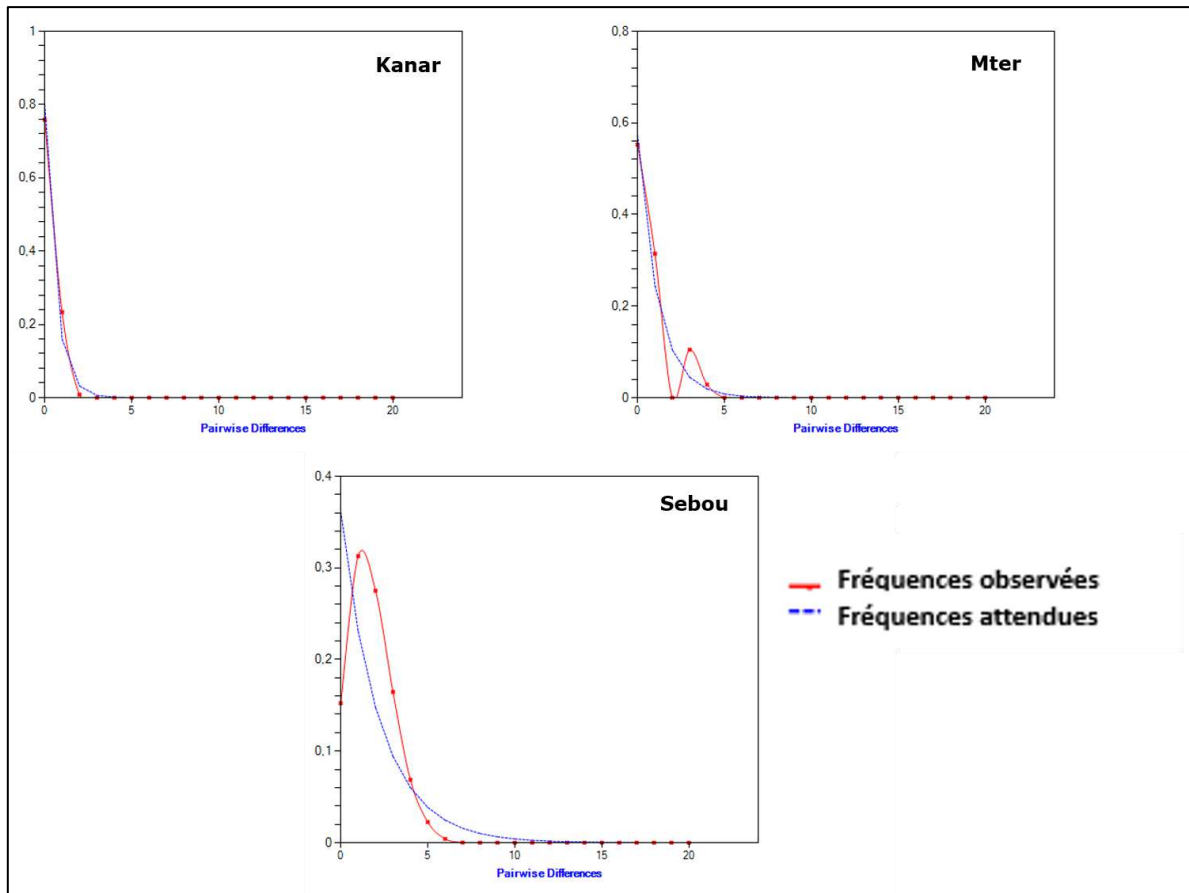 Kanar
1
0,8
0,6
0,4
0,2
0
0 5 10 15 20
Pairwise Differences
Mter
0,8
0,6
0,4
0,2
0
0 5 10 15 20
Pairwise Differences
Sebou
0,4
0,3
0,2
0,1
0
0 5 10 15 20
Pairwise Differences
Fréquences observées
Fréquences attendues